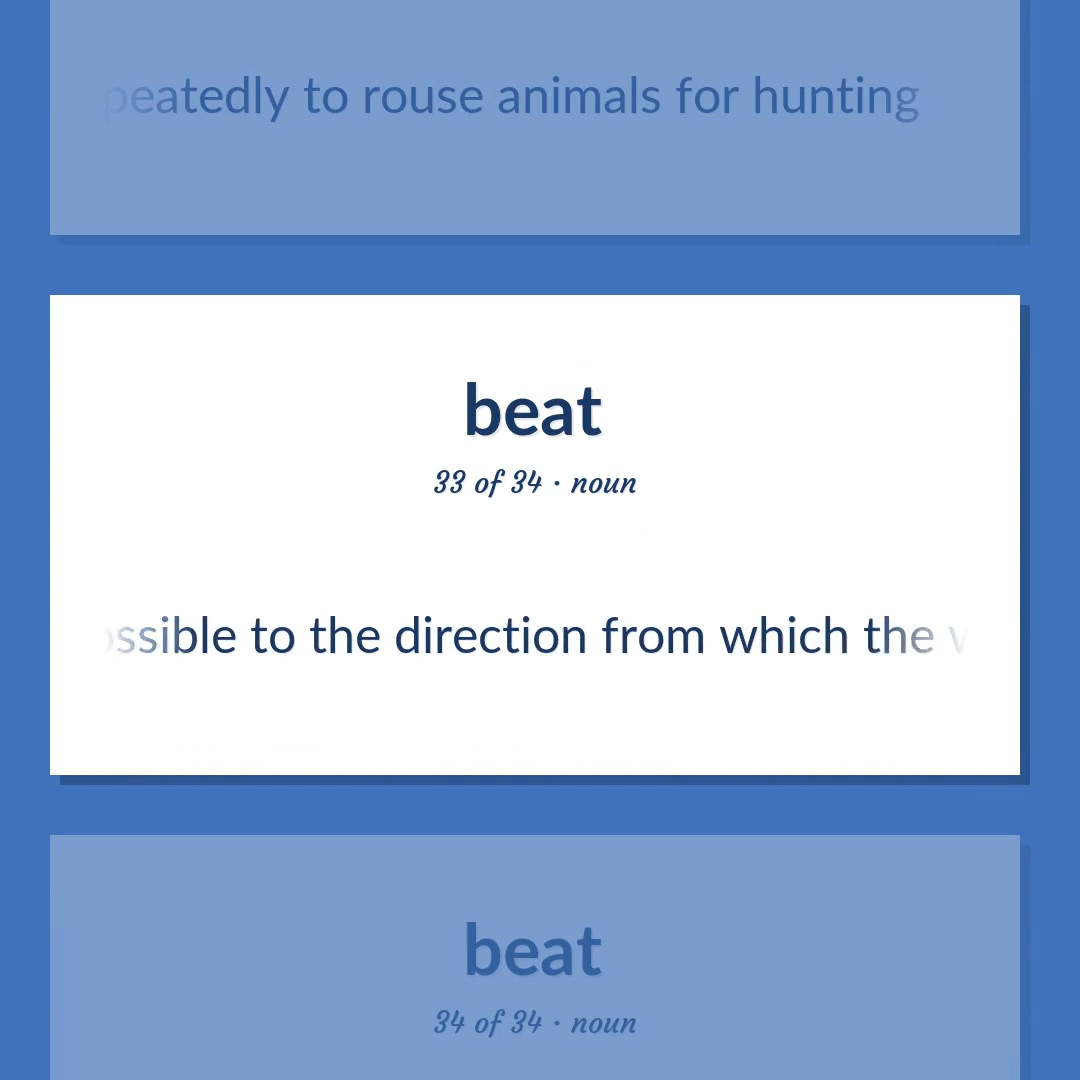 peatedly to rouse animals for hunting
beat
33 of 34 · noun
ossible to the direction from which the
beat
34 of 34 · noun